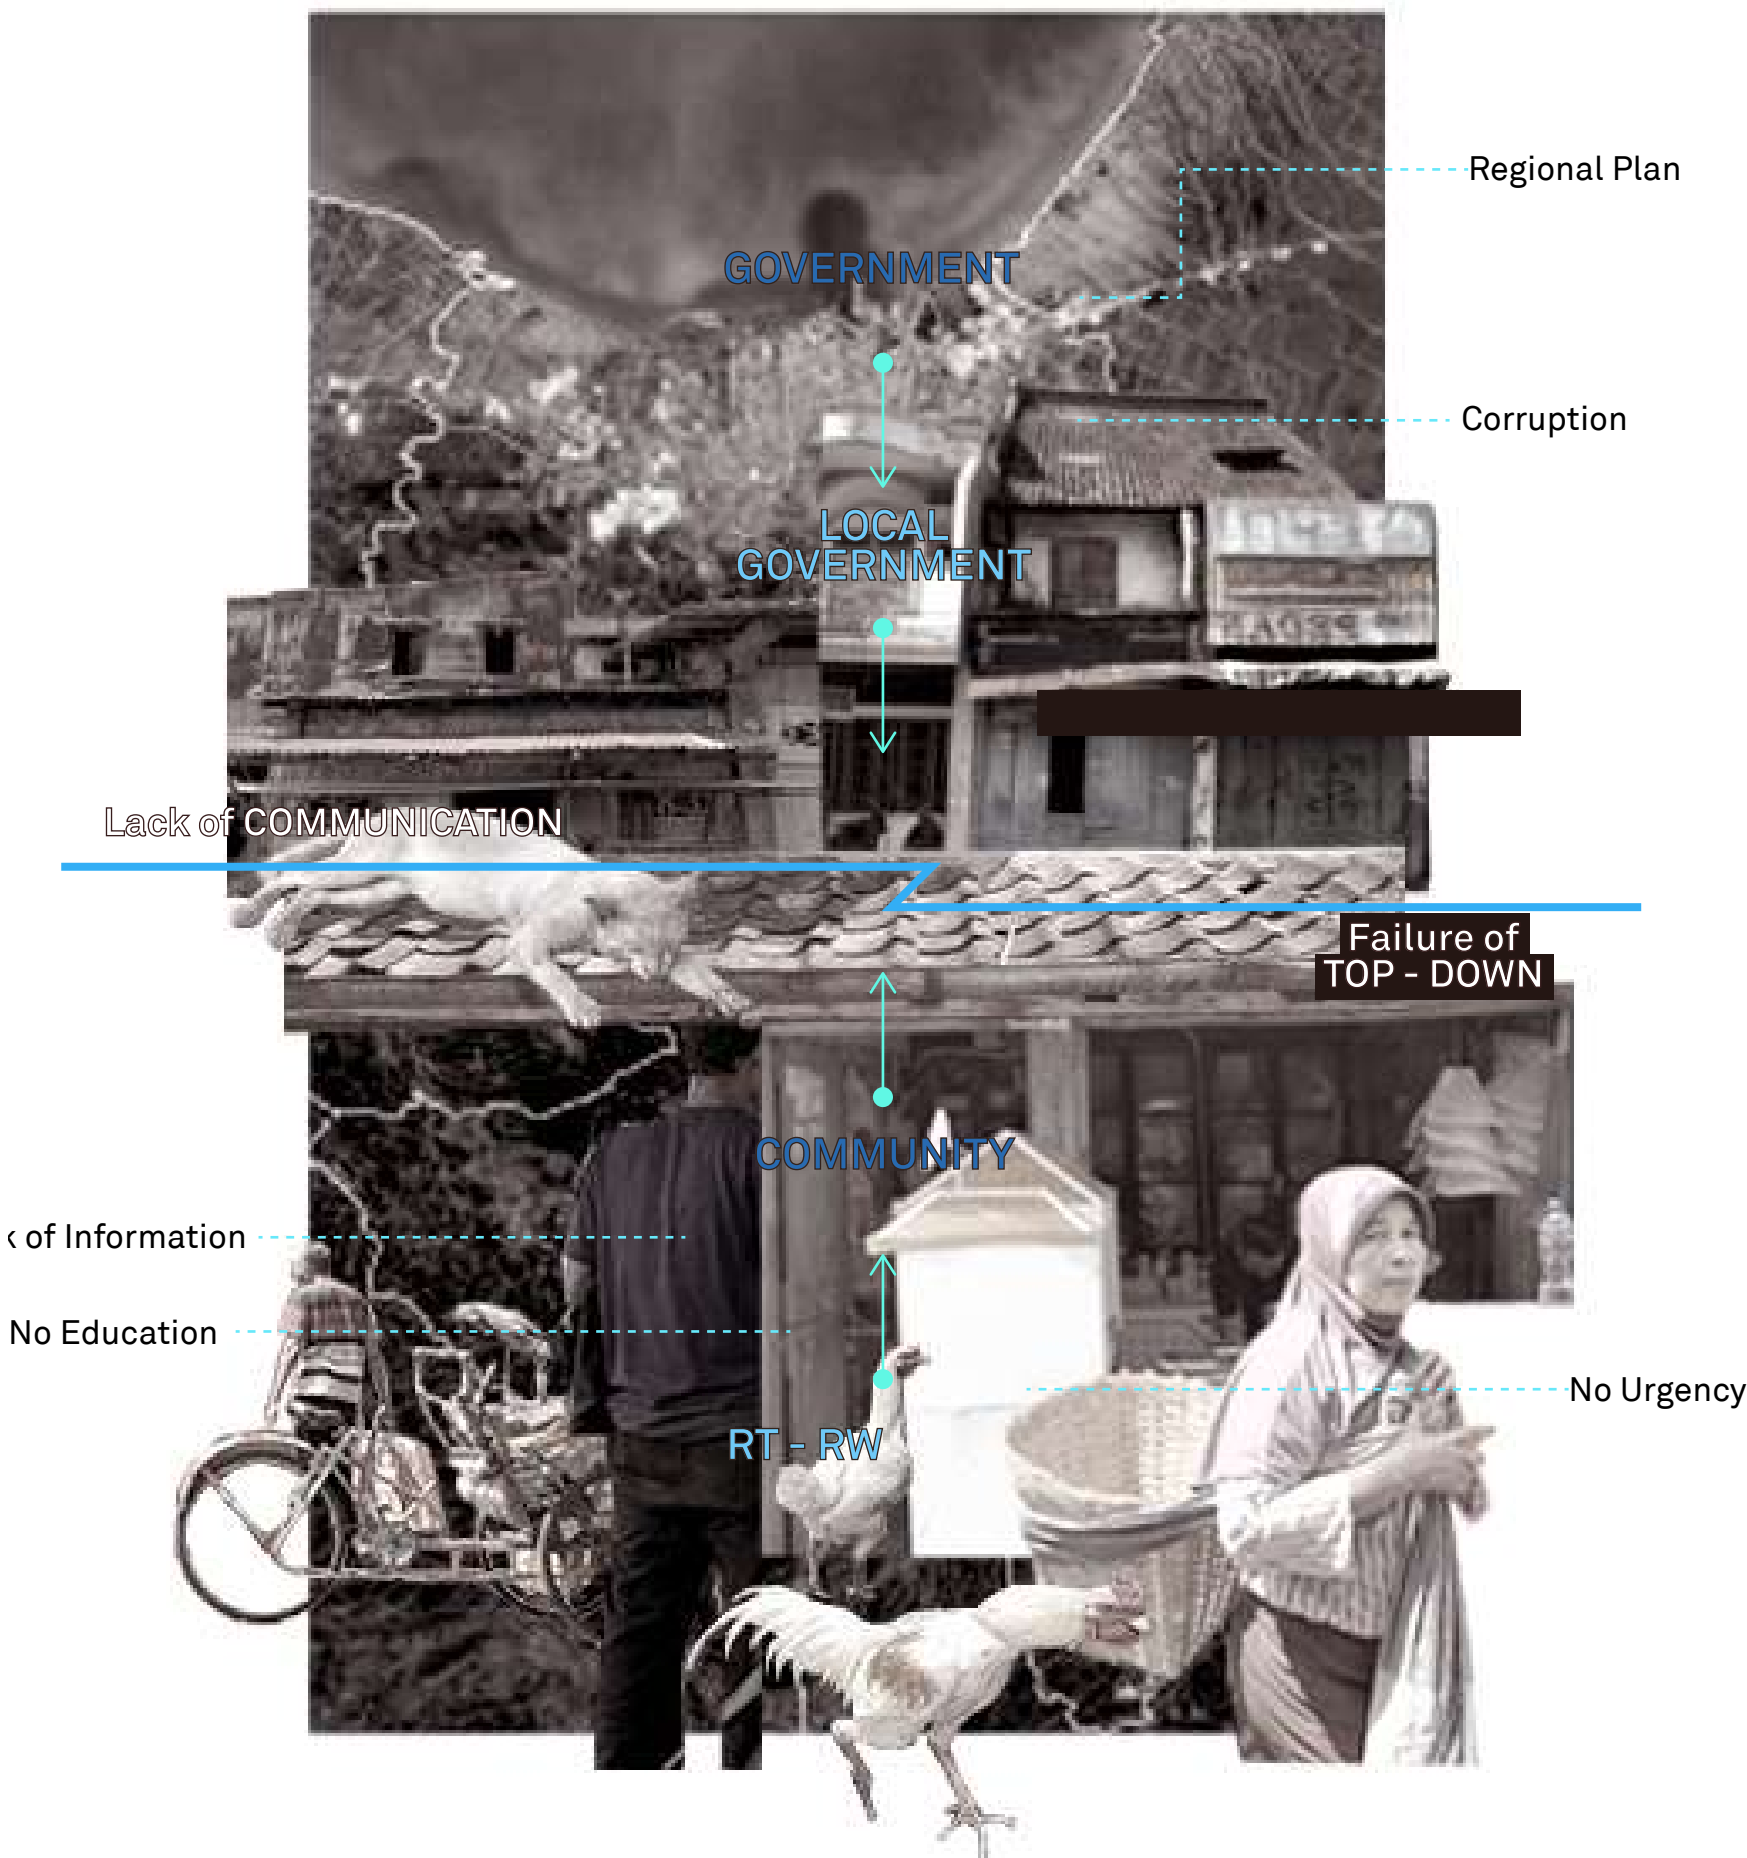 Regional Plan
GOVERNMENT
Corruption
LOCAL
GOVERNMENT
Lack of COMMUNICATION
Failure of
TOP - DOWN
COMMUNITY
of Information
No Education
No Urgency
RT - RW